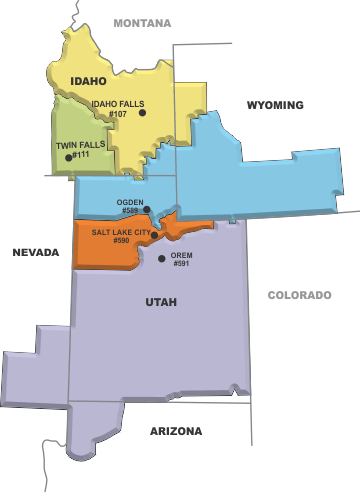 MONTANA
IDAHO
IDAHO FALLS
#107
WYOMING
TWIN FALLS
#111
OGDEN
#589
SALT LAKE CITY
#590
NEVADA
OREM
#591
COLORADO
UTAH
ARIZONA